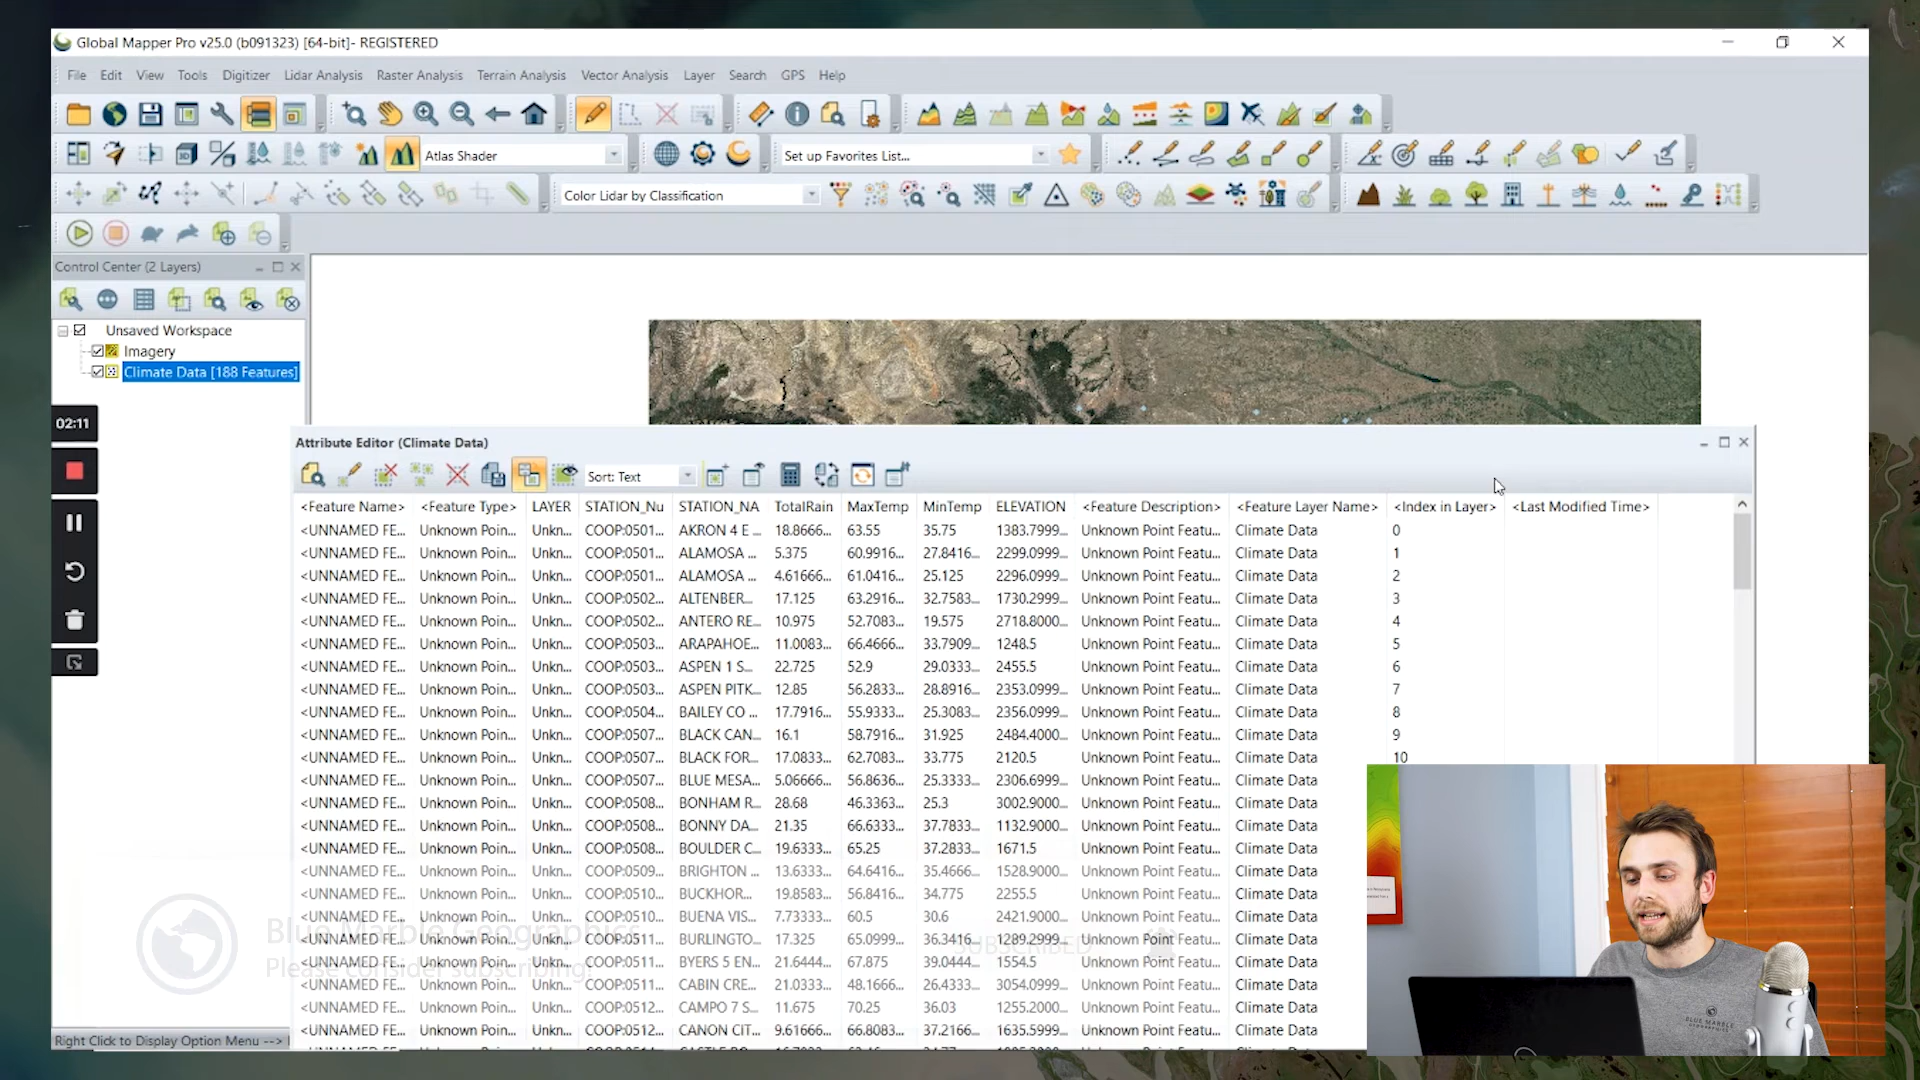 Global Mapper Pro v25.0 (b091323) [64-bit]- REGISTERED
File Edit View Tools Digitizer Lidar Analysis Raster Analysis Terrain Analysis Vector Analysis Layer Search GPS Help
Atlas Shader
Set up Favorites List...
Color Lidar by Classification
Control Center (2 Layers)
Unsaved Workspace
Imagery
Climate Data [188 Features]
02:11
Attribute Editor (Climate Data)
Sort: Text
<Feature Name> <Feature Type> LAYER STATION_Nu STATION_NA TotalRain MaxTemp MinTemp ELEVATION <Feature Description> <Feature Layer Name> <Index in Layer> <Last Modified Time>
<UNNAMED FE... Unknown Poin... Unkn... COOP:0501... AKRON 4 E ... 18.8666... 63.55 35.75 1383.7999... Unknown Point Featu... Climate Data 0
<UNNAMED FE... Unknown Poin... Unkn... COOP:0501... ALAMOSA ... 5.375 60.9916... 27.8416... 2299.0999... Unknown Point Featu... Climate Data 1
<UNNAMED FE... Unknown Poin... Unkn... COOP:0501... ALAMOSA ... 4.61666... 61.0416... 25.125 2296.0999... Unknown Point Featu... Climate Data 2
<UNNAMED FE... Unknown Poin... Unkn... COOP:0502... ALTENBER... 17.125 63.2916... 32.7583... 1730.2999... Unknown Point Featu... Climate Data 3
<UNNAMED FE... Unknown Poin... Unkn... COOP:0502... ANTERO RE... 10.975 52.7083... 19.575 2718.8000... Unknown Point Featu... Climate Data 4
<UNNAMED FE... Unknown Poin... Unkn... COOP:0503... ARAPAHOE... 11.0083... 66.4666... 33.7909... 1248.5 Unknown Point Featu... Climate Data 5
<UNNAMED FE... Unknown Poin... Unkn... COOP:0503... ASPEN 1 S... 22.725 52.9 29.0333... 2455.5 Unknown Point Featu... Climate Data 6
<UNNAMED FE... Unknown Poin... Unkn... COOP:0503... ASPEN PITK... 12.85 56.2833... 28.8916... 2353.0999... Unknown Point Featu... Climate Data 7
<UNNAMED FE... Unknown Poin... Unkn... COOP:0504... BAILEY CO ... 17.7916... 55.9333... 25.3083... 2356.0999... Unknown Point Featu... Climate Data 8
<UNNAMED FE... Unknown Poin... Unkn... COOP:0507... BLACK CAN... 16.1 58.7916... 31.925 2484.4000... Unknown Point Featu... Climate Data 9
<UNNAMED FE... Unknown Poin... Unkn... COOP:0507... BLACK FOR... 17.0833... 62.7083... 33.775 2120.5 Unknown Point Featu... Climate Data 10
<UNNAMED FE... Unknown Poin... Unkn... COOP:0507... BLUE MESA... 5.06666... 56.8636... 25.3333... 2306.6999... Unknown Point Featu... Climate Data
<UNNAMED FE... Unknown Poin... Unkn... COOP:0508... BONHAM R... 28.68 46.3363... 25.3 3002.9000... Unknown Point Featu... Climate Data
<UNNAMED FE... Unknown Poin... Unkn... COOP:0508... BONNY DA... 21.35 66.6333... 37.7833... 1132.9000... Unknown Point Featu... Climate Data
<UNNAMED FE... Unknown Poin... Unkn... COOP:0508... BOULDER C... 19.6333... 65.25 37.2833... 1671.5 Unknown Point Featu... Climate Data
<UNNAMED FE... Unknown Poin... Unkn... COOP:0509... BRIGHTON ... 13.6333... 64.6416... 35.4666... 1528.9000... Unknown Point Featu... Climate Data
<UNNAMED FE... Unknown Poin... Unkn... COOP:0510... BUCKHOR... 19.8583... 56.8416... 34.775 2255.5 Unknown Point Featu... Climate Data
<UNNAMED FE... Unknown Poin... Unkn... COOP:0510... BUENA VIS... 7.73333... 60.5 30.6 2421.9000... Unknown Point Featu... Climate Data
<UNNAMED FE... Unknown Poin... Unkn... COOP:0511... BURLINGTO... 17.325 65.0999... 36.3416... 1289.2999... Unknown Point Featu... Climate Data
<UNNAMED FE... Unknown Poin... Unkn... COOP:0511... BYERS 5 EN... 21.6444... 67.875 39.0444... 1554.5 Unknown Point Featu... Climate Data
<UNNAMED FE... Unknown Poin... Unkn... COOP:0511... CABIN CRE... 21.0333... 48.1666... 26.4333... 3054.0999... Unknown Point Featu... Climate Data
<UNNAMED FE... Unknown Poin... Unkn... COOP:0512... CAMPO 7 S... 11.675 70.25 36.03 1255.2000... Unknown Point Featu... Climate Data
<UNNAMED FE... Unknown Poin... Unkn... COOP:0512... CANON CIT... 9.61666... 66.8083... 37.2166... 1635.5999... Unknown Point Featu... Climate Data
Blue Marble Geographics
Please consider subscribing!
SUBSCRIBED
Right Click to Display Option Menu -->
BLUE MARBLE